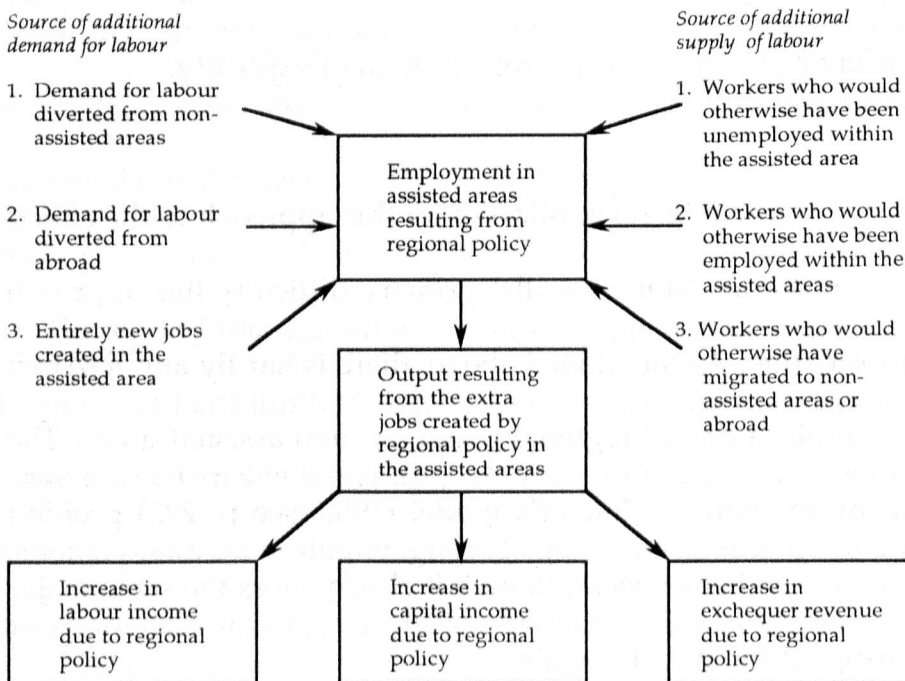 Source of additional
demand for labour
1. Demand for labour
diverted from non-
assisted areas
2. Demand for labour
diverted from
abroad
3. Entirely new jobs
created in the
assisted area
Source of additional
supply of labour
1. Workers who would
otherwise have been
unemployed within
the assisted area
2. Workers who would
otherwise have been
employed within the
assisted areas
3. Workers who would
otherwise have
migrated to non-
assisted areas or
abroad
Employment in
assisted areas
resulting from
regional policy
Output resulting
from the extra
jobs created by
regional policy in
the assisted areas
Increase in
labour income
due to regional
policy
Increase in
capital income
due to regional
policy
Increase in
exchequer revenue
due to regional
policy